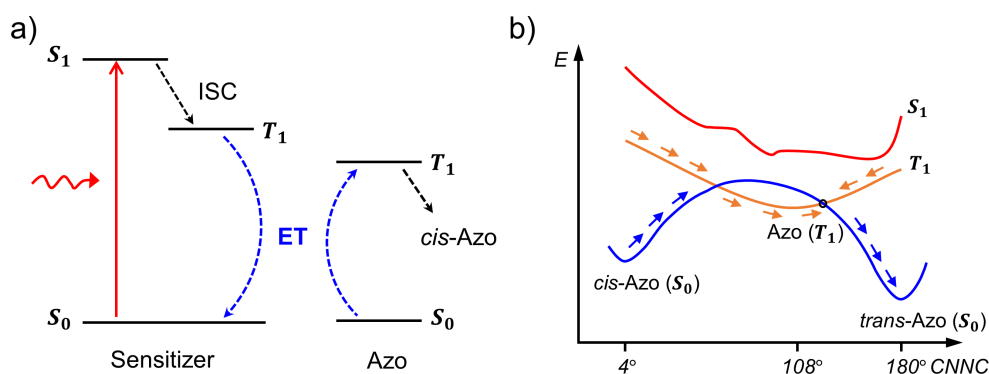 a)
S₁
ISC
T₁
T₁
ET
cis-Azo
S₀
S₀
Sensitizer
Azo
b)
E
S₁
T₁
Azo (T₁)
cis-Azo (S₀)
trans-Azo (S₀)
4° 108° 180° CNNC